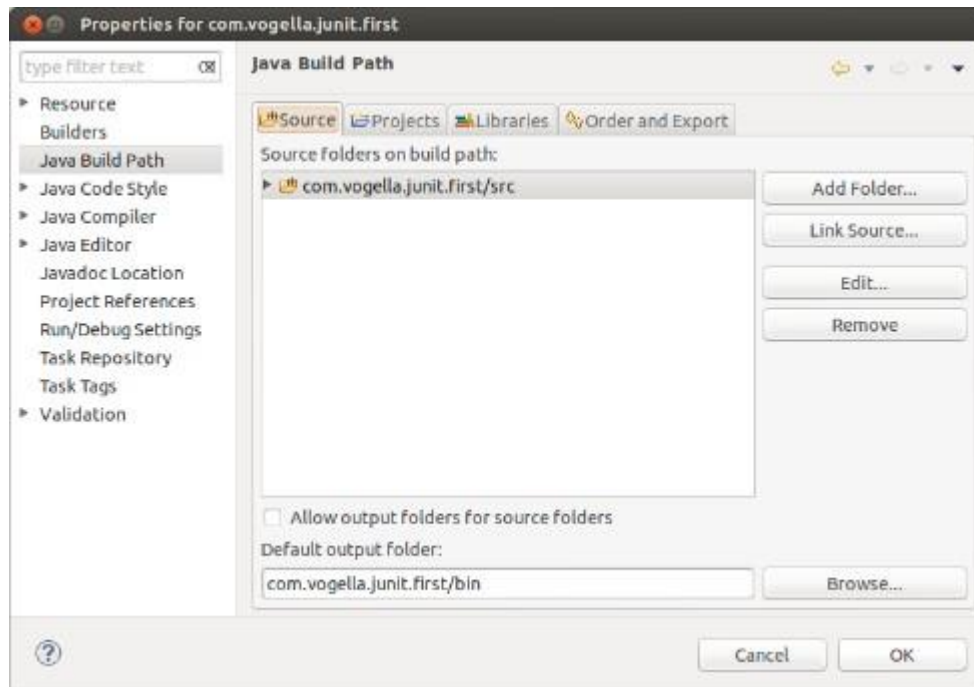 Properties for com.vogella.junit.first
type filter text
Resource
Builders
Java Build Path
Java Code Style
Java Compiler
Java Editor
Javadoc Location
Project References
Run/Debug Settings
Task Repository
Task Tags
Validation
Java Build Path
Source Projects Libraries Order and Export
Source folders on build path:
com.vogella.junit.first/src
Add Folder...
Link Source...
Edit...
Remove
Allow output folders for source folders
Default output folder:
com.vogella.junit.first/bin
Browse...
Cancel
OK